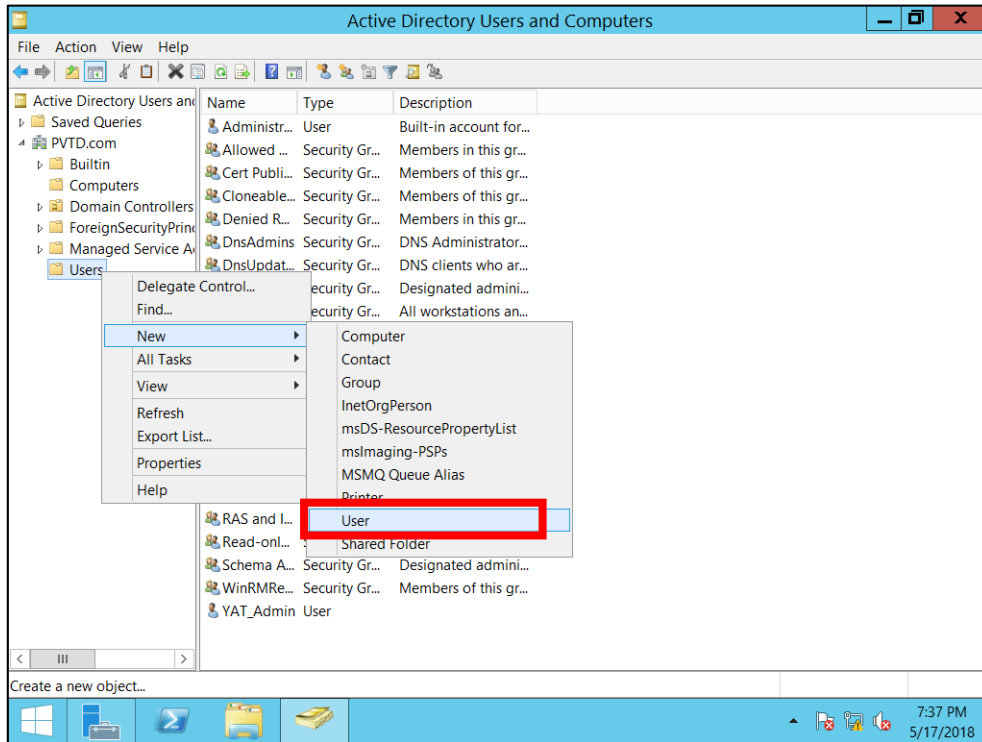 Active Directory Users and Computers
File Action View Help
Active Directory Users and
Saved Queries
PVTD.com
Builtin
Computers
Domain Controllers
ForeignSecurityPrinc
Managed Service A
Users
Name Type Description
Administr... User Built-in account for...
Allowed ... Security Gr... Members in this gr...
Cert Publi... Security Gr... Members of this gr...
Cloneable... Security Gr... Members of this gr...
Denied R... Security Gr... Members in this gr...
DnsAdmins Security Gr... DNS Administrator...
DnsUpdat... Security Gr... DNS clients who ar...
ecurity Gr... Designated admini...
ecurity Gr... All workstations an...
Delegate Control...
Find...
New
All Tasks
View
Refresh
Export List...
Properties
Help
Computer
Contact
Group
InetOrgPerson
msDS-ResourcePropertyList
msImaging-PSPs
MSMQ Queue Alias
Printer
User
Shared Folder
RAS and I...
Read-onl...
Schema A... Security Gr... Designated admini...
WinRMRe... Security Gr... Members of this gr...
YAT_Admin User
Create a new object...
7:37 PM
5/17/2018